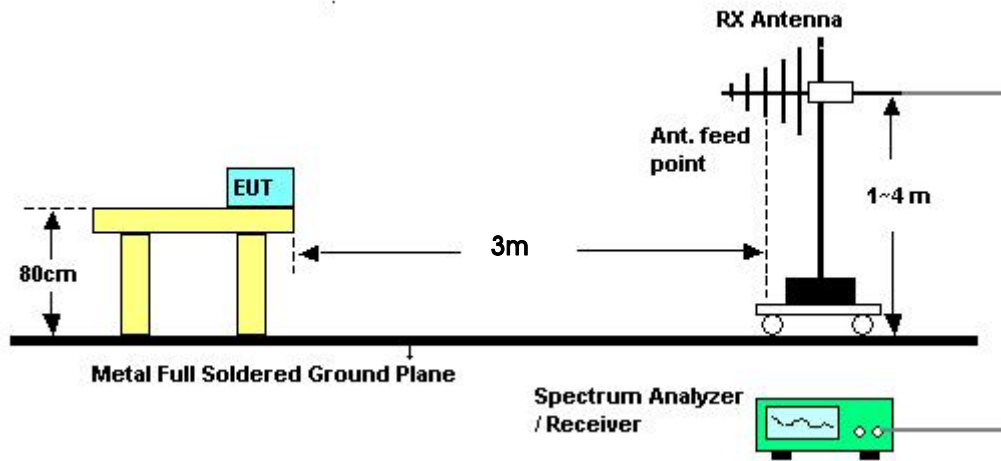 RX Antenna
Ant. feed
point
EUT
1~4 m
3m
80cm
Metal Full Soldered Ground Plane
Spectrum Analyzer
/ Receiver